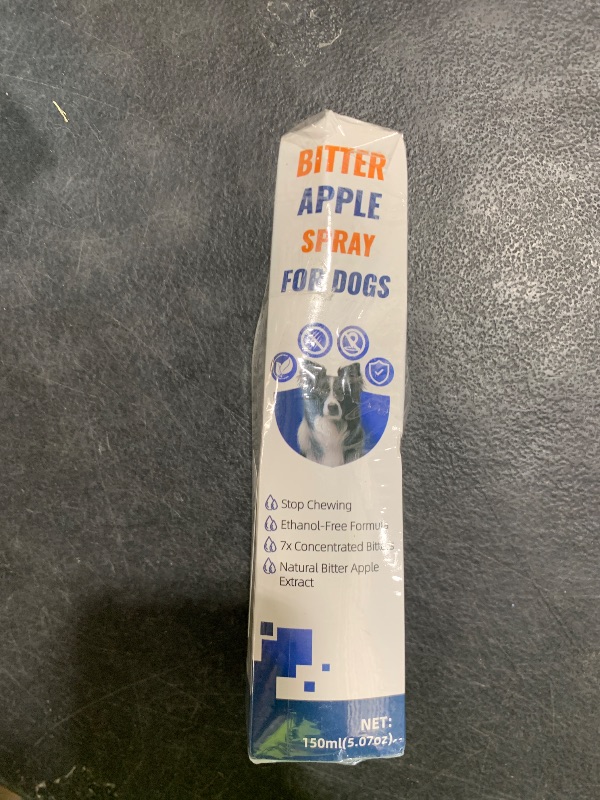 BITTER
APPLE
SPRAY
FOR DOGS
Stop Chewing
Ethanol-Free Formula
7x Concentrated Bitters
Natural Bitter Apple
Extract
NET:
150ml(5.07oz)